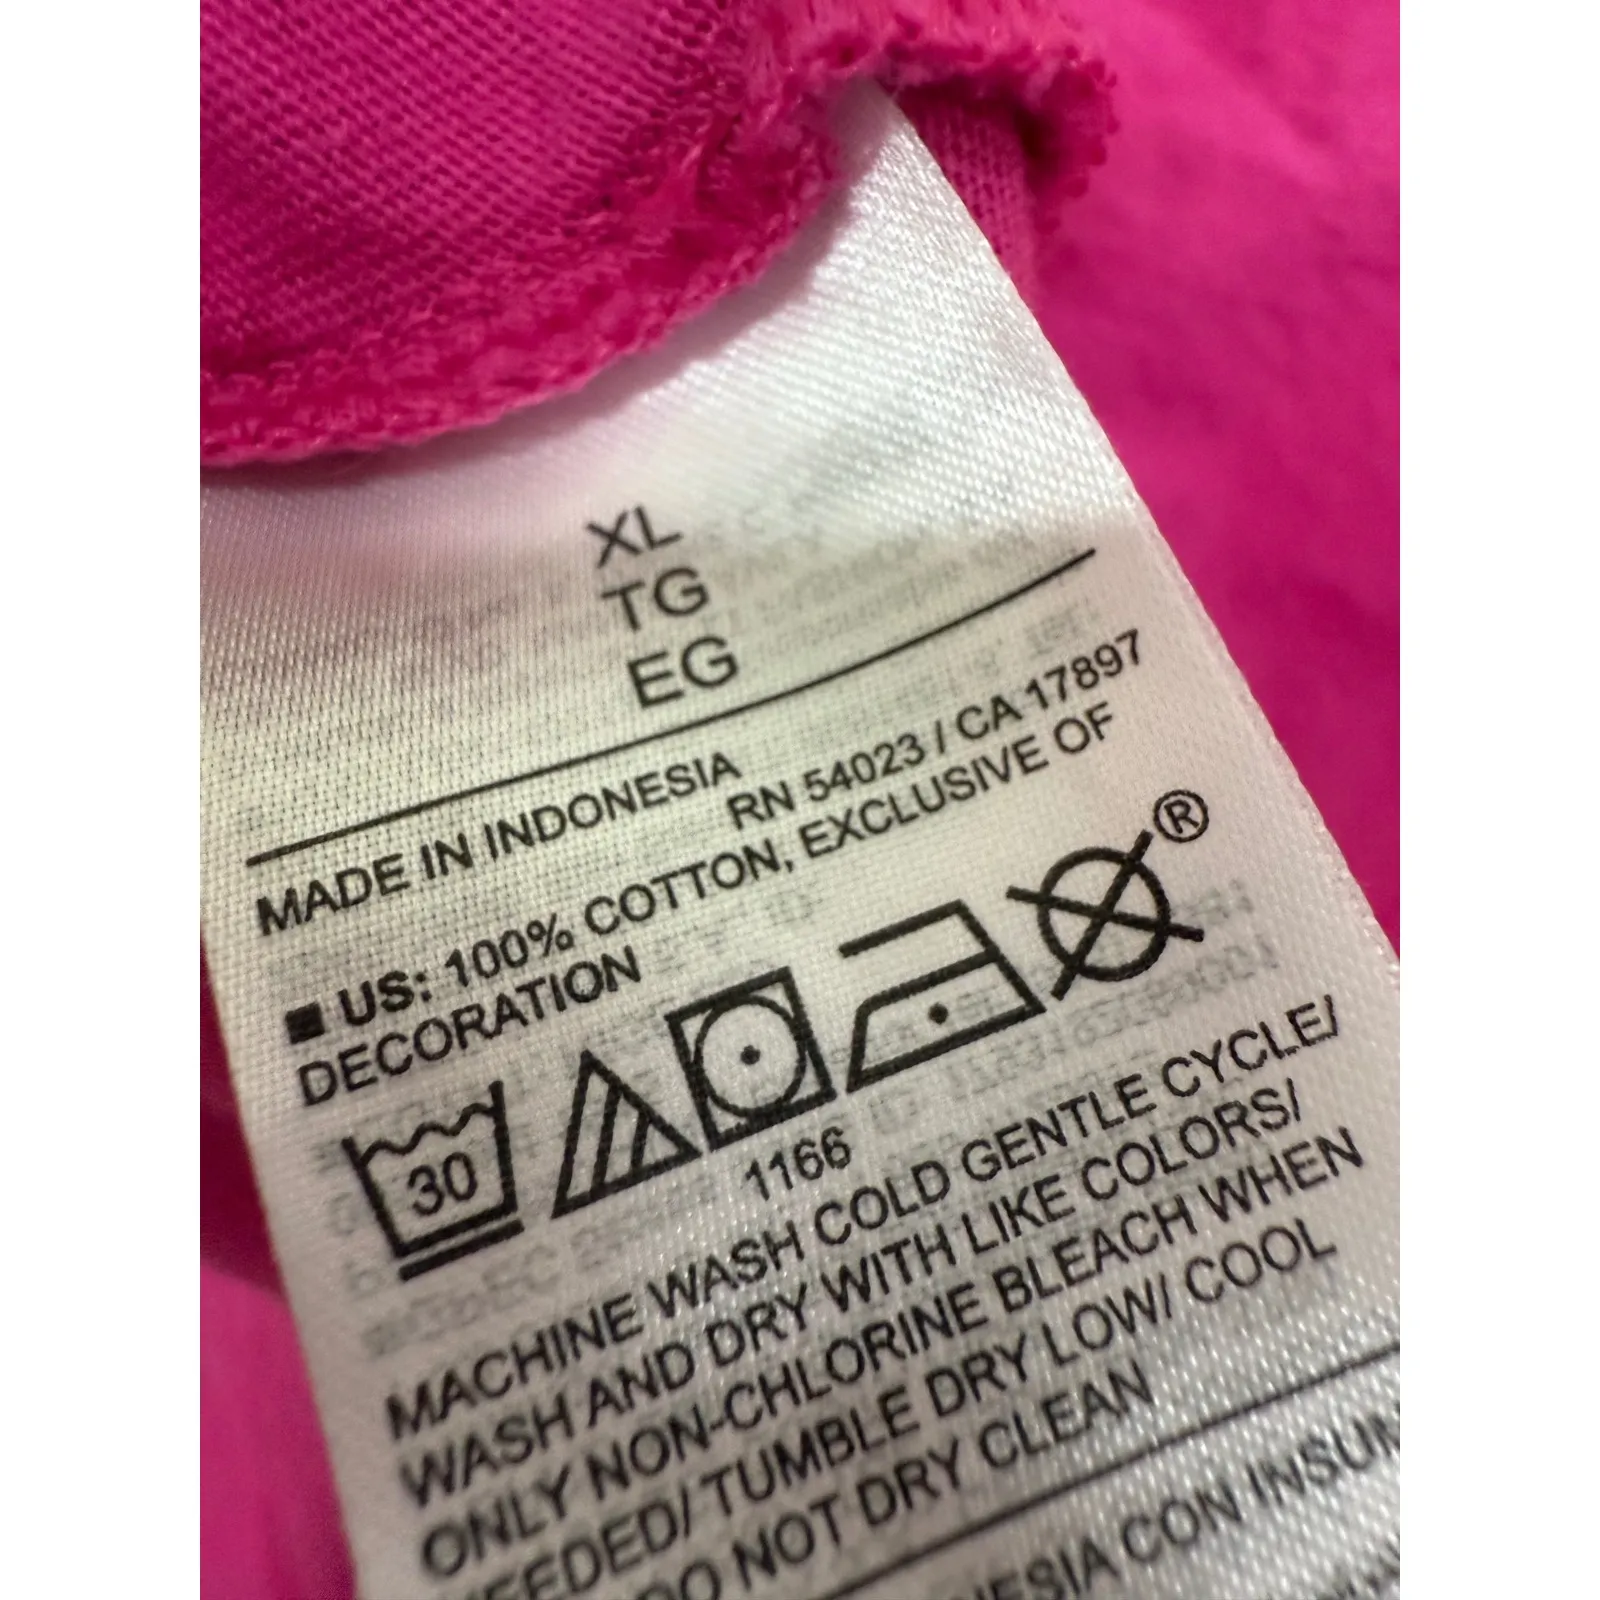 XL
TG
EG
MADE IN INDONESIA
RN 54023 / CA 17897
■ US: 100% COTTON, EXCLUSIVE OF
DECORATION
30
®
1166
MACHINE WASH COLD GENTLE CYCLE/
WASH AND DRY WITH LIKE COLORS/
ONLY NON-CHLORINE BLEACH WHEN
NEEDED/ TUMBLE DRY LOW/ COOL
DO NOT DRY CLEAN
CON